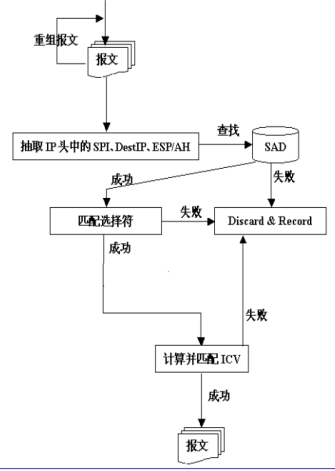 重组报文
报文
抽取 IP 头中的 SPI、DestIP、ESP/AH
查找
SAD
成功
失败
匹配选择符
失败
Discard & Record
成功
失败
计算并匹配 ICV
成功
报文